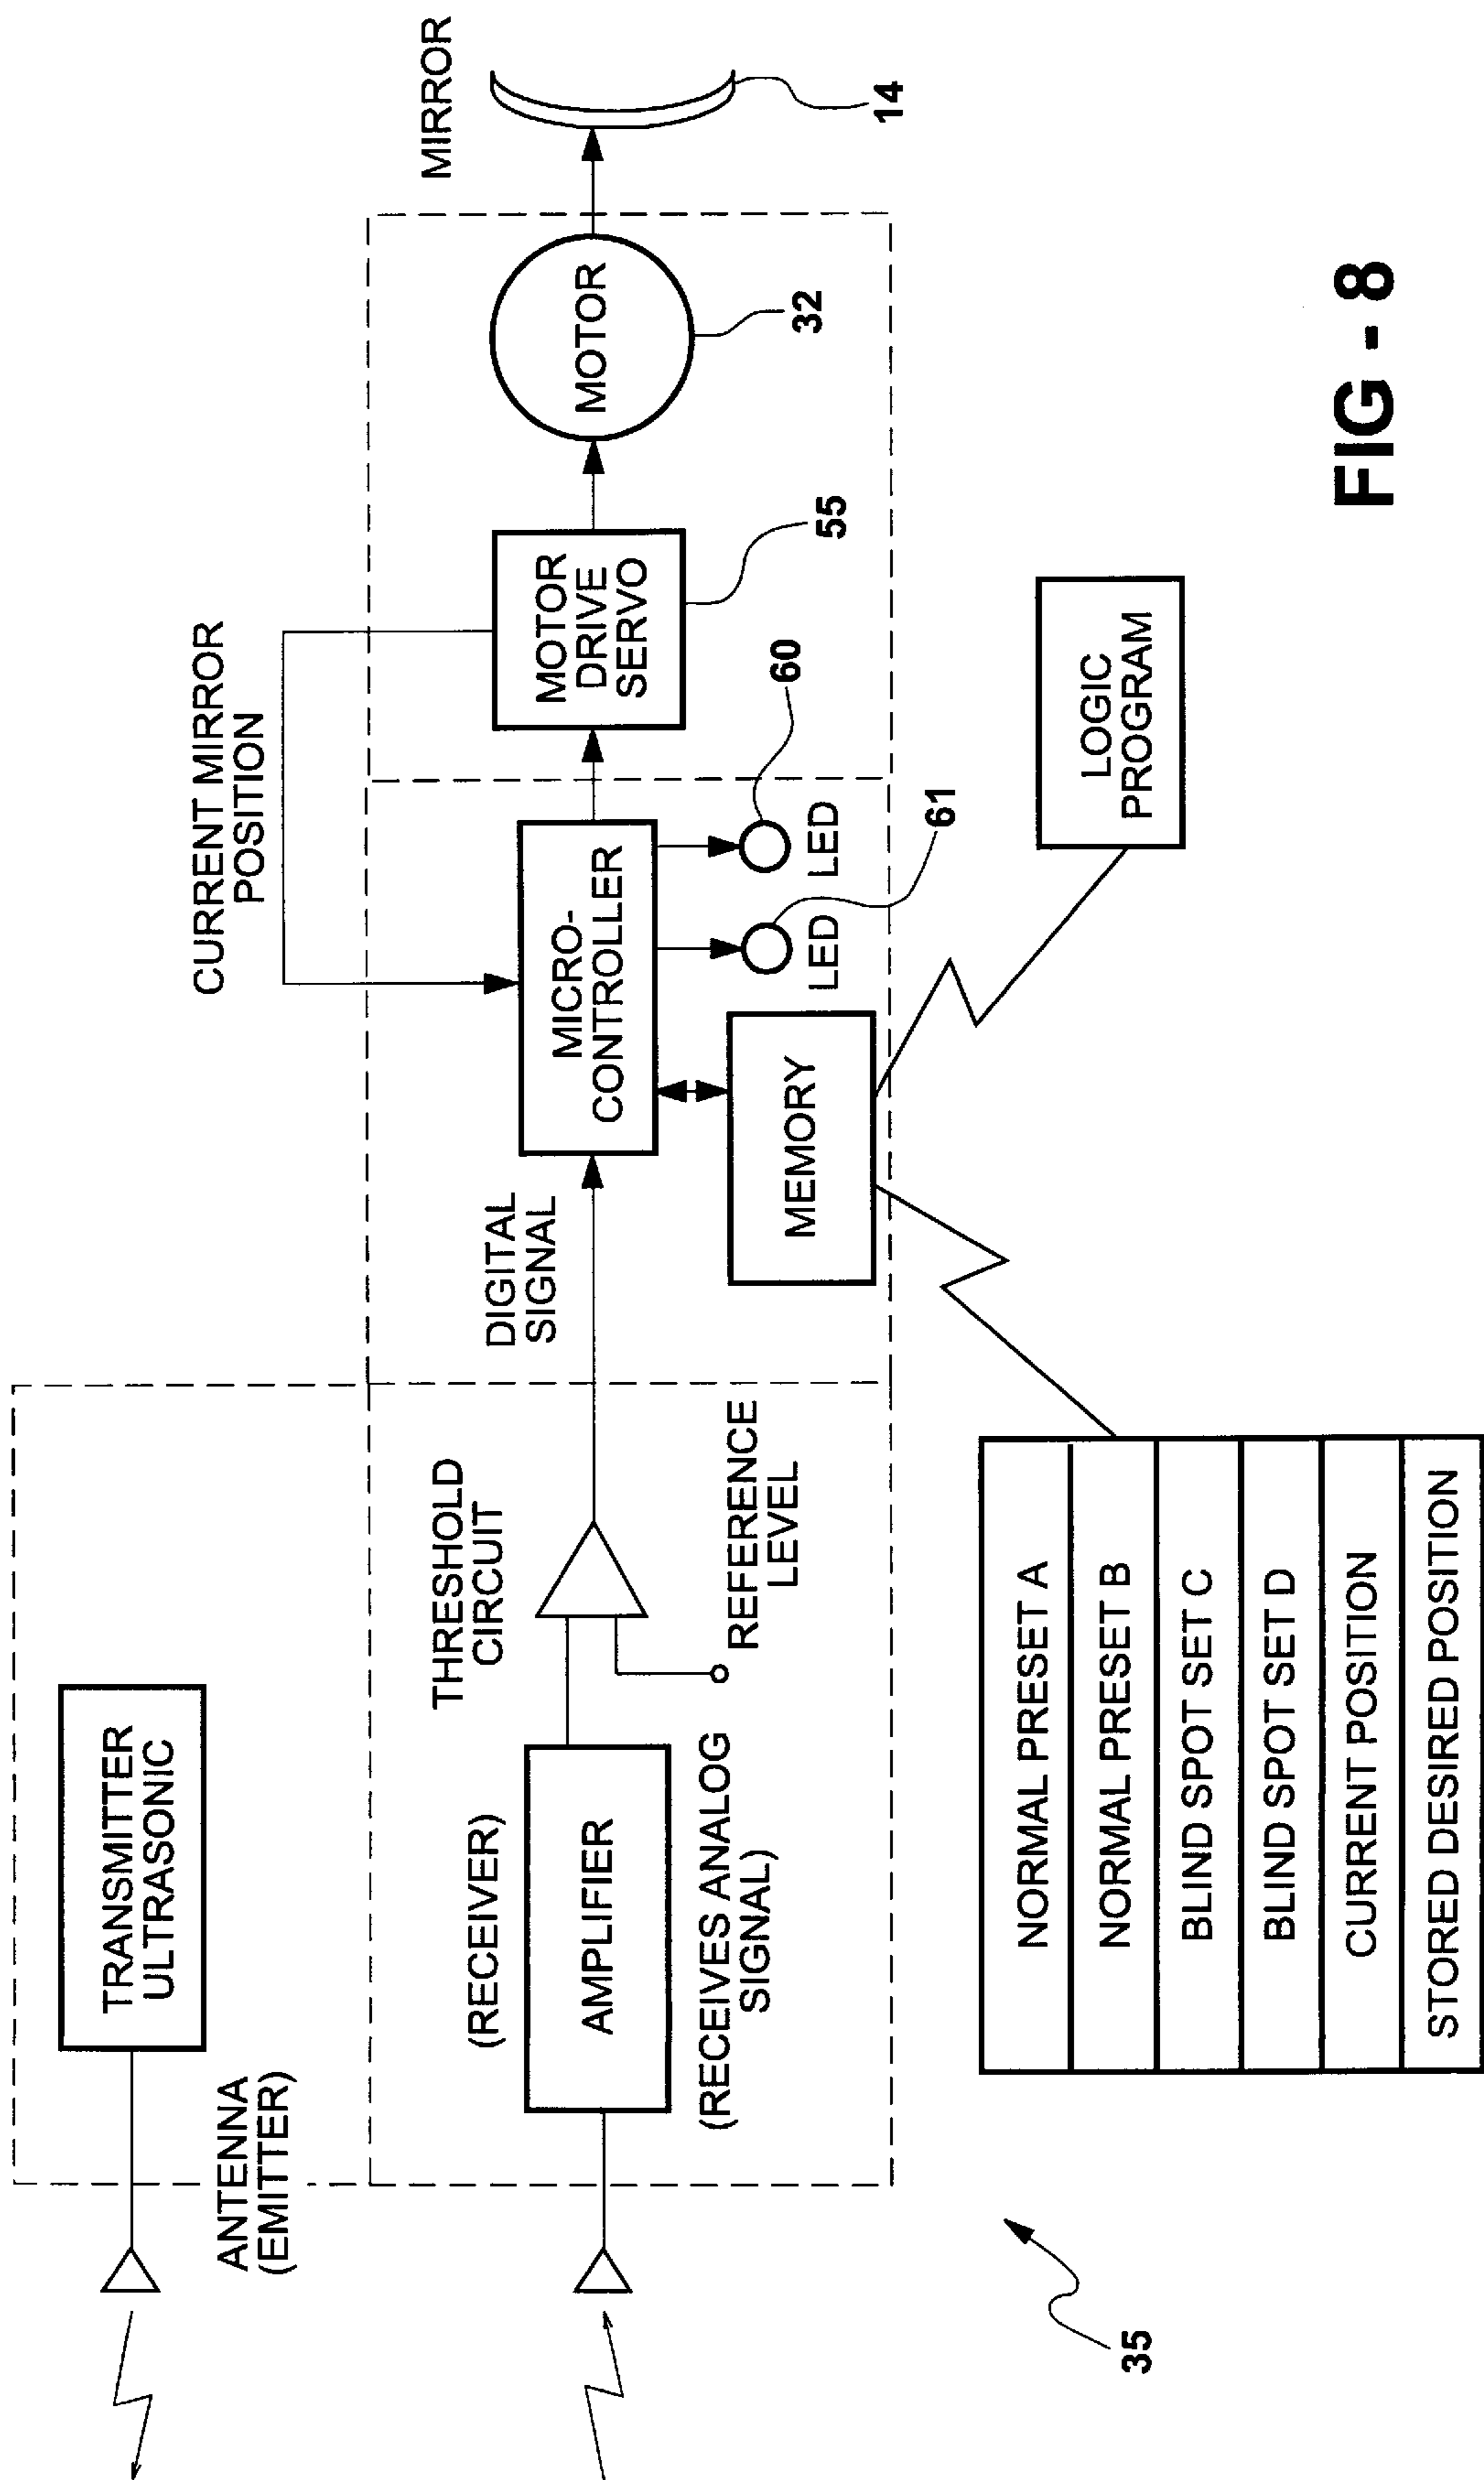 TRANSMITTER
ULTRASONIC
ANTENNA
(EMITTER)
CURRENT MIRROR
POSITION
MIRROR
14
(RECEIVER)
AMPLIFIER
(RECEIVES ANALOG
SIGNAL)
THRESHOLD
CIRCUIT
REFERENCE
LEVEL
DIGITAL
SIGNAL
MICRO-
CONTROLLER
MEMORY
LED
61
LED
60
MOTOR
DRIVE
SERVO
55
MOTOR
32
LOGIC
PROGRAM
NORMAL PRESET A
NORMAL PRESET B
BLIND SPOT SET C
BLIND SPOT SET D
CURRENT POSITION
STORED DESIRED POSITION
35
FIG - 8